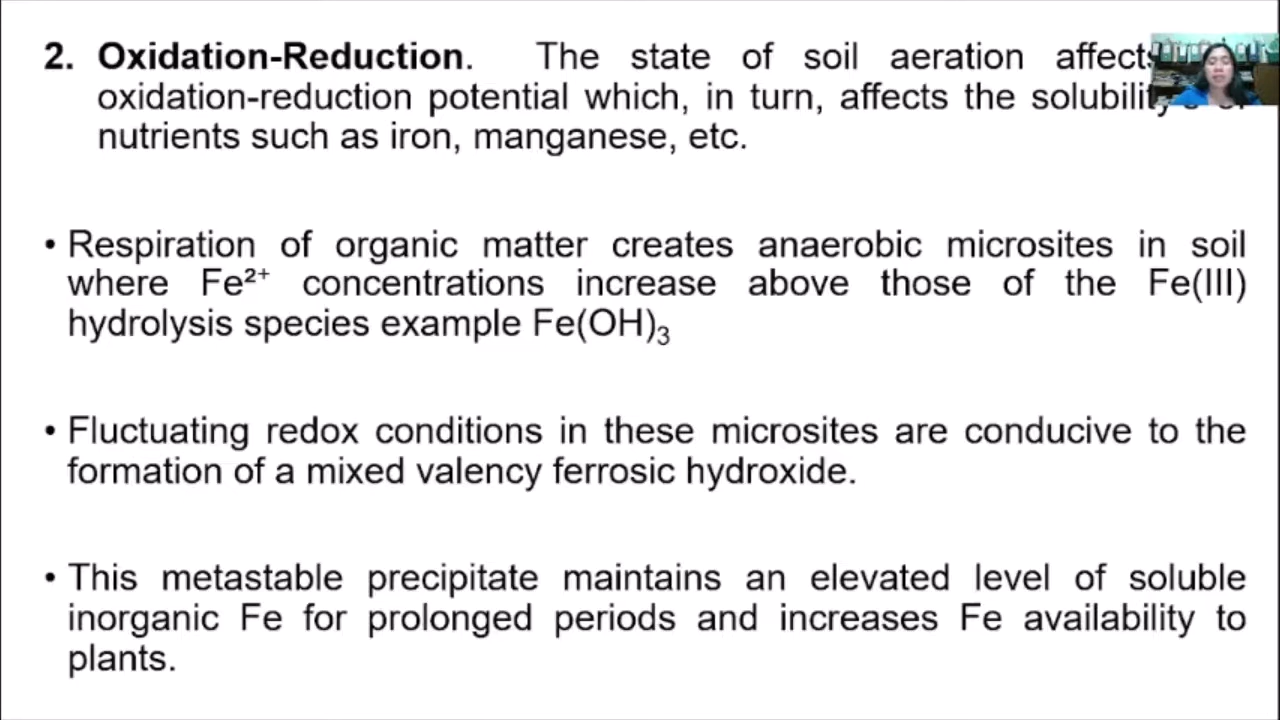 2. Oxidation-Reduction. The state of soil aeration affects
oxidation-reduction potential which, in turn, affects the
nutrients such as iron, manganese, etc.
• Respiration of organic matter creates anaerobic microsites in soil
where Fe²⁺ concentrations increase above those of the Fe(III)
hydrolysis species example Fe(OH)₃
• Fluctuating redox conditions in these microsites are conducive to the
formation of a mixed valency ferrosic hydroxide.
• This metastable precipitate maintains an elevated level of soluble
inorganic Fe for prolonged periods and increases Fe availability to
plants.